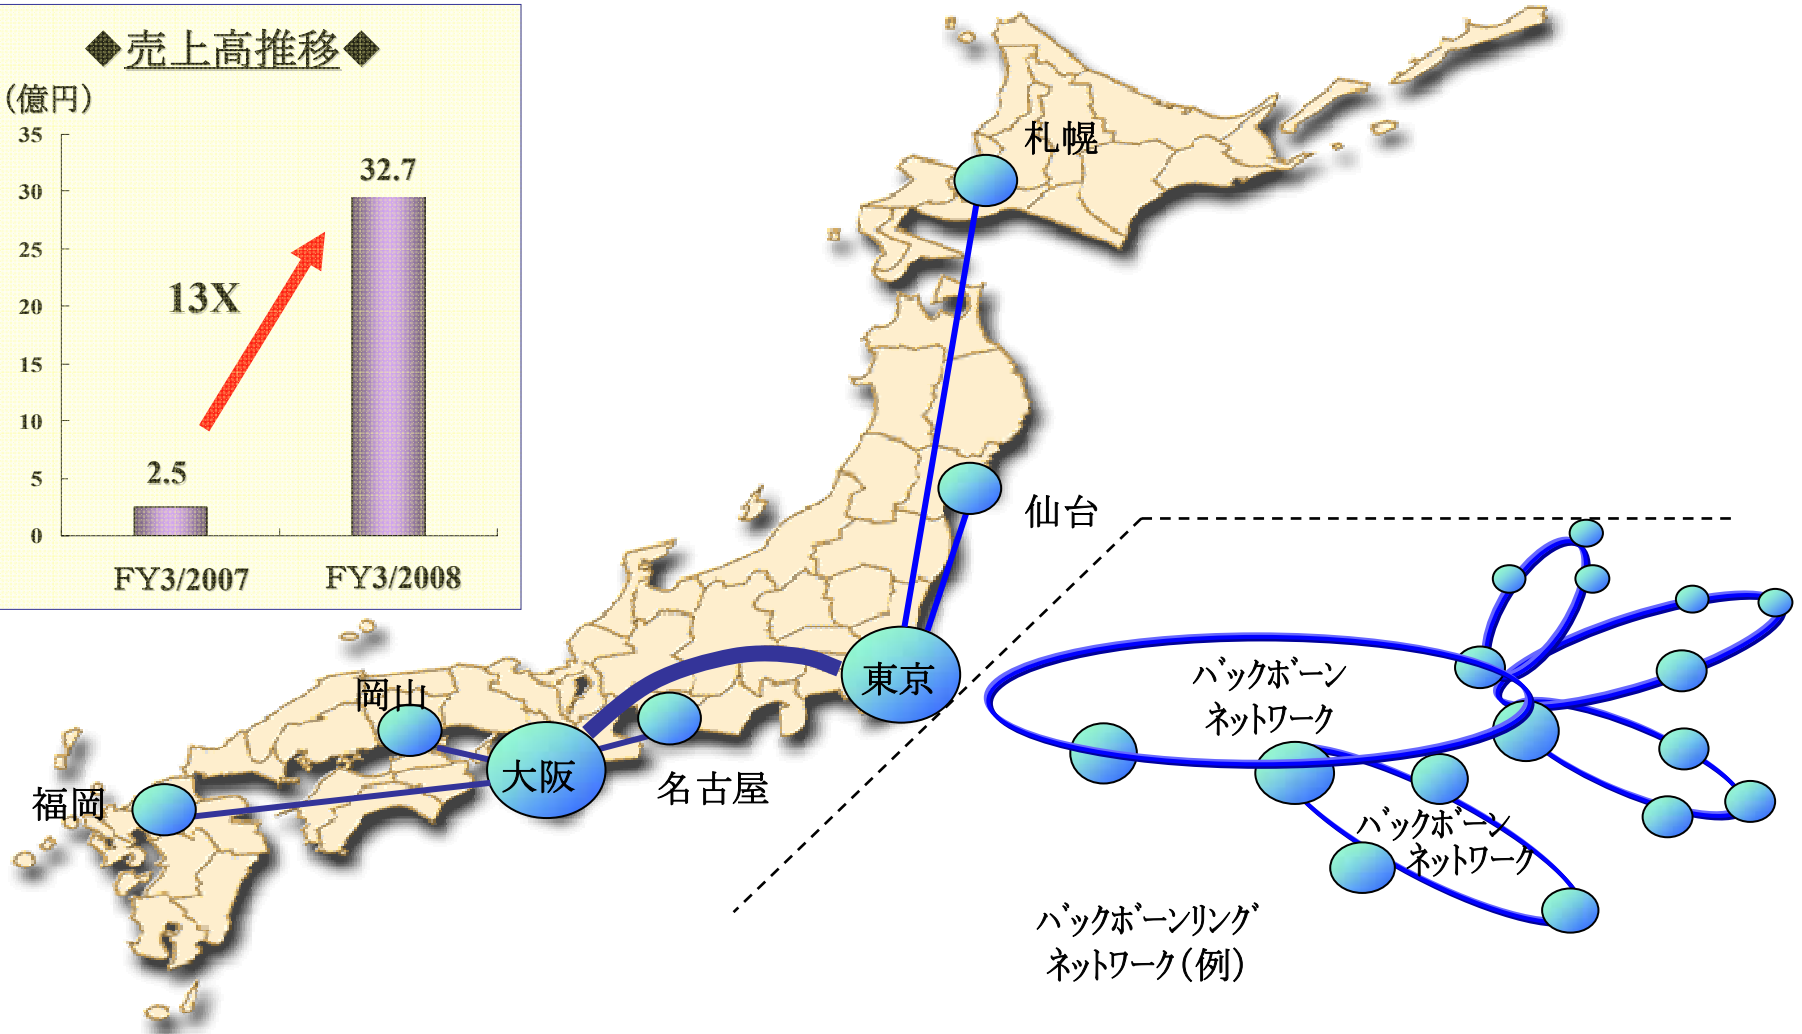 ◆売上高推移◆
(億円)
35
30
25
20
15
10
5
0
32.7
13X
2.5
FY3/2007
FY3/2008
札幌
仙台
東京
岡山
大阪
名古屋
福岡
バックボーン
ネットワーク
バックボーン
ネットワーク
バックボーンリング
ネットワーク(例)